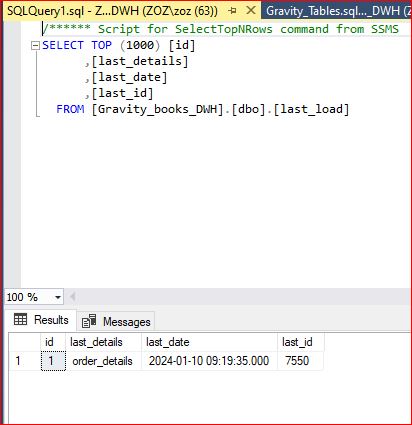 SQLQuery1.sql - Z...DWH (ZOZ\zoz (63))
Gravity_Tables.sql..._DWH (Z
/****** Script for SelectTopNRows command from SSMS
SELECT TOP (1000) [id]
,[last_details]
,[last_date]
,[last_id]
FROM [Gravity_books_DWH].[dbo].[last_load]
100 %
Results
Messages
id last_details last_date last_id
1 1 order_details 2024-01-10 09:19:35.000 7550